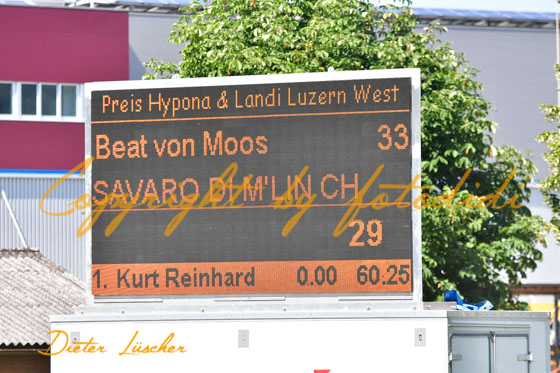 Preis Hypona & Landi Luzern West
Beat von Moos 33
SAVARO D. M'LIN CH
29
1. Kurt Reinhard 0.00 60.25
Copyright by fotodidi
Dieter Lüscher